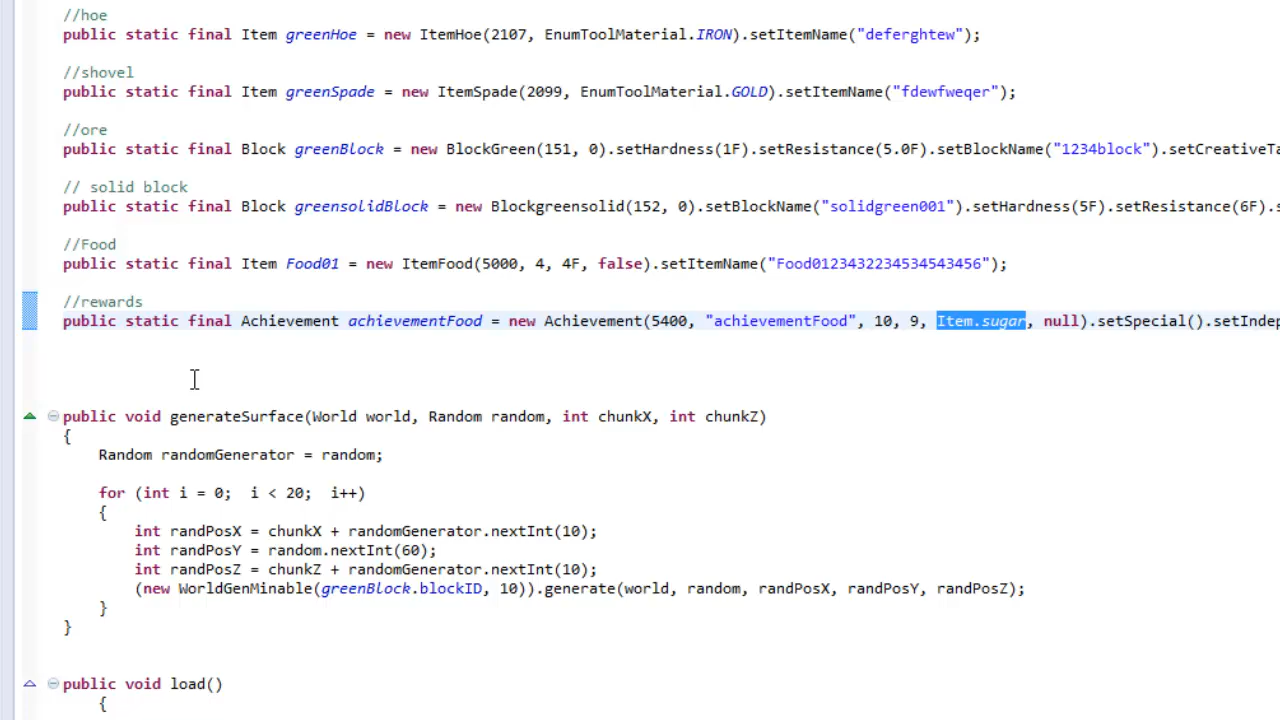 //hoe
public static final Item greenHoe = new ItemHoe(2107, EnumToolMaterial.IRON).setItemName("deferghtew");
//shovel
public static final Item greenSpade = new ItemSpade(2099, EnumToolMaterial.GOLD).setItemName("fdewfweqer");
//ore
public static final Block greenBlock = new BlockGreen(151, 0).setHardness(1F).setResistance(5.0F).setBlockName("1234block").setCreativeTa
// solid block
public static final Block greensolidBlock = new Blockgreensolid(152, 0).setBlockName("solidgreen001").setHardness(5F).setResistance(6F).s
//Food
public static final Item Food01 = new ItemFood(5000, 4, 4F, false).setItemName("Food0123432234534543456");
//rewards
public static final Achievement achievementFood = new Achievement(5400, "achievementFood", 10, 9, Item.sugar, null).setSpecial().setIndep
public void generateSurface(World world, Random random, int chunkX, int chunkZ)
{
Random randomGenerator = random;
for (int i = 0; i < 20; i++)
{
int randPosX = chunkX + randomGenerator.nextInt(10);
int randPosY = random.nextInt(60);
int randPosZ = chunkZ + randomGenerator.nextInt(10);
(new WorldGenMinable(greenBlock.blockID, 10)).generate(world, random, randPosX, randPosY, randPosZ);
}
}
public void load()
{